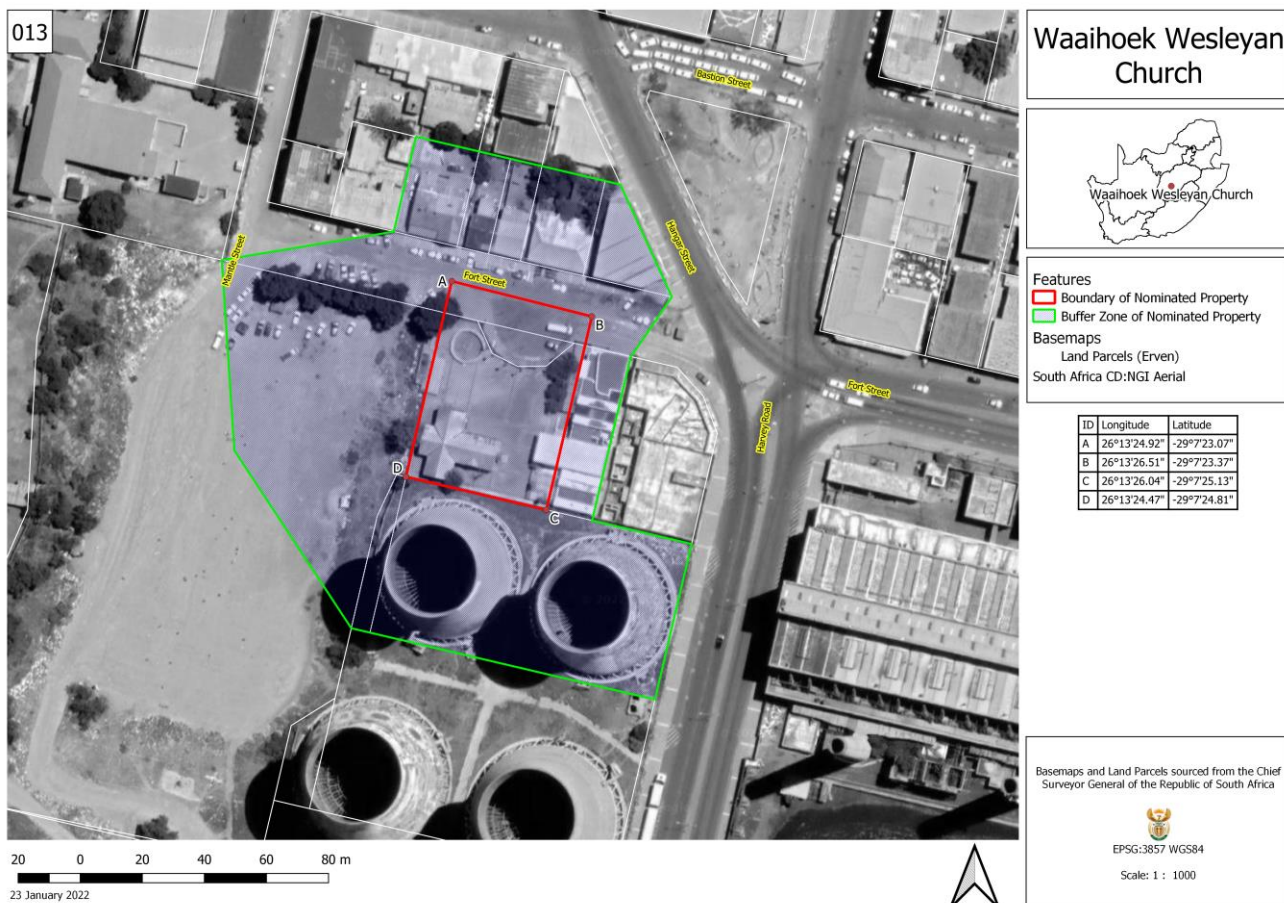 013
Bastion Street
Hangar Street
Mantle Street
Fort Street
A
B
Fort Street
Harvey Road
D
C
20 0 20 40 60 80 m
23 January 2022
Waaihoek Wesleyan
Church
Waaihoek Wesleyan Church
Features
Boundary of Nominated Property
Buffer Zone of Nominated Property
Basemaps
Land Parcels (Erven)
South Africa CD:NGI Aerial
ID Longitude Latitude
A 26°13'24.92" -29°7'23.07"
B 26°13'26.51" -29°7'23.37"
C 26°13'26.04" -29°7'25.13"
D 26°13'24.47" -29°7'24.81"
Basemaps and Land Parcels sourced from the Chief
Surveyor General of the Republic of South Africa
EPSG:3857 WGS84
Scale: 1 : 1000